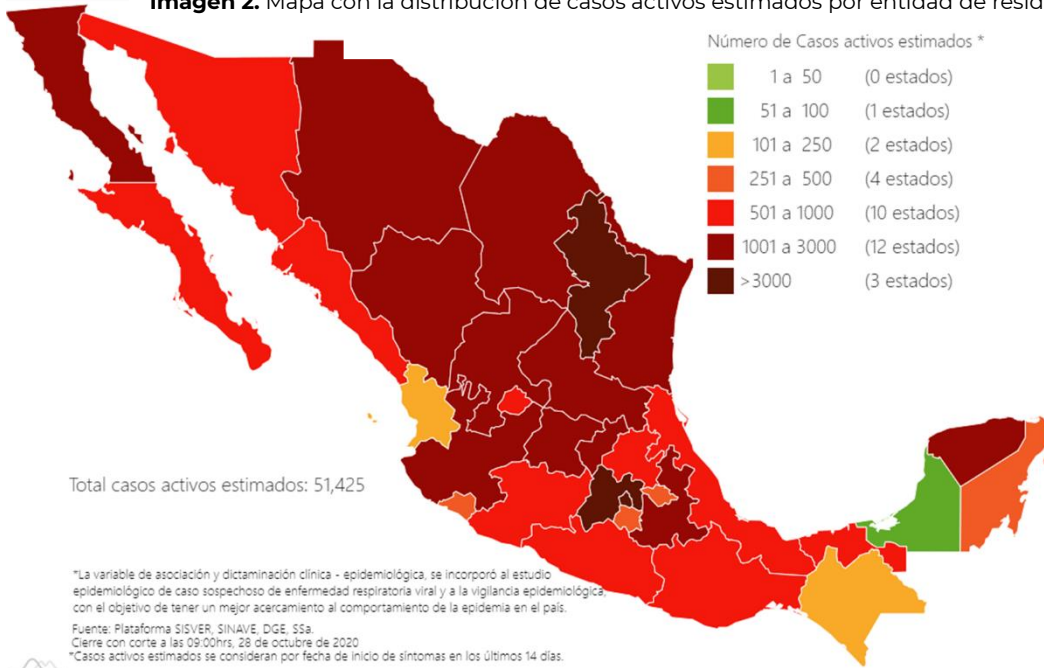 Imagen 2. Mapa con la distribución de casos activos estimados por entidad de resid
Número de Casos activos estimados *
1 a 50 (0 estados)
51 a 100 (1 estados)
101 a 250 (2 estados)
251 a 500 (4 estados)
501 a 1000 (10 estados)
1001 a 3000 (12 estados)
>3000 (3 estados)
Total casos activos estimados: 51,425
*La variable de asociación y dictaminación clínica - epidemiológica, se incorporó al estudio
epidemiológico de caso sospechoso de enfermedad respiratoria viral y a la vigilancia epidemiológica,
con el objetivo de tener un mejor acercamiento al comportamiento de la epidemia en el país.
Fuente: Plataforma SISVER, SINAVE, DGE, SSa.
Cierre con corte a las 09:00hrs, 28 de octubre de 2020
*Casos activos estimados se consideran por fecha de inicio de síntomas en los últimos 14 días.